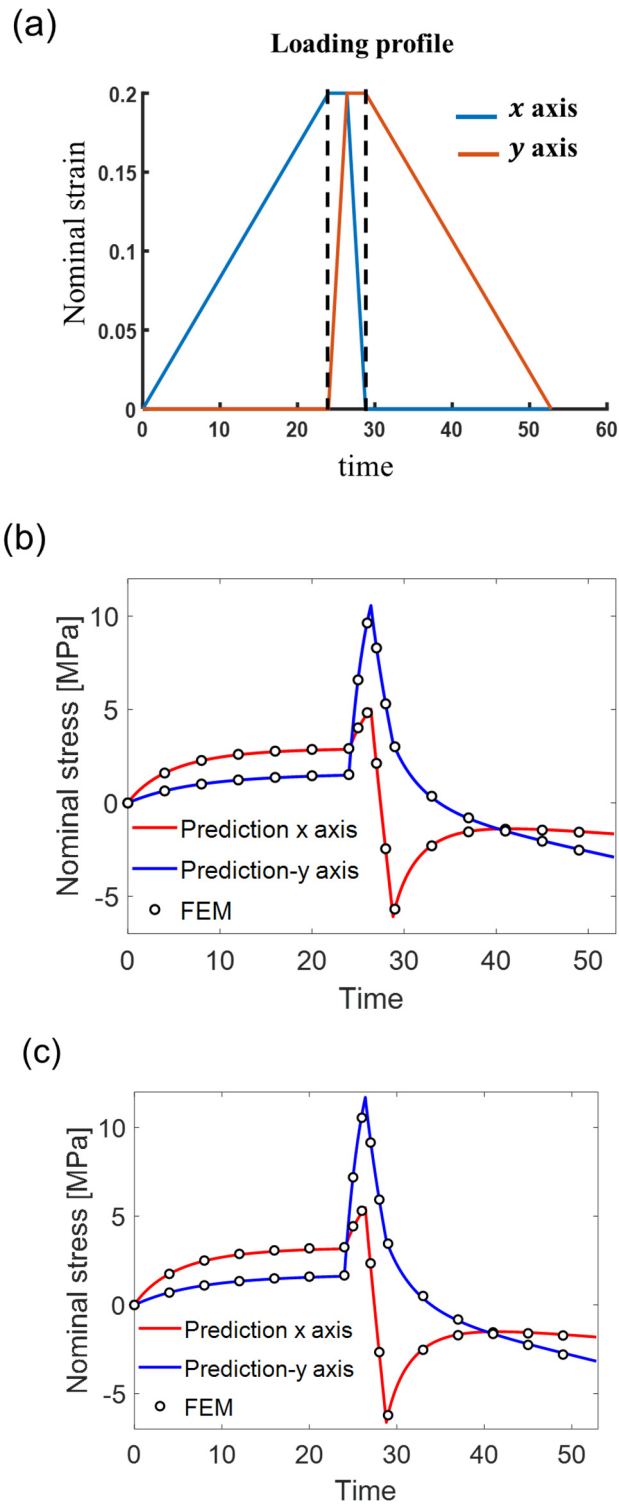 (a)
Loading profile
0.2
0.15
0.1
0.05
0
Nominal strain
x axis
y axis
0
10
20
30
40
50
60
time
(b)
10
5
0
-5
Nominal stress [MPa]
Prediction x axis
Prediction-y axis
FEM
0
10
20
30
40
50
Time
(c)
10
5
0
-5
Nominal stress [MPa]
Prediction x axis
Prediction-y axis
FEM
0
10
20
30
40
50
Time